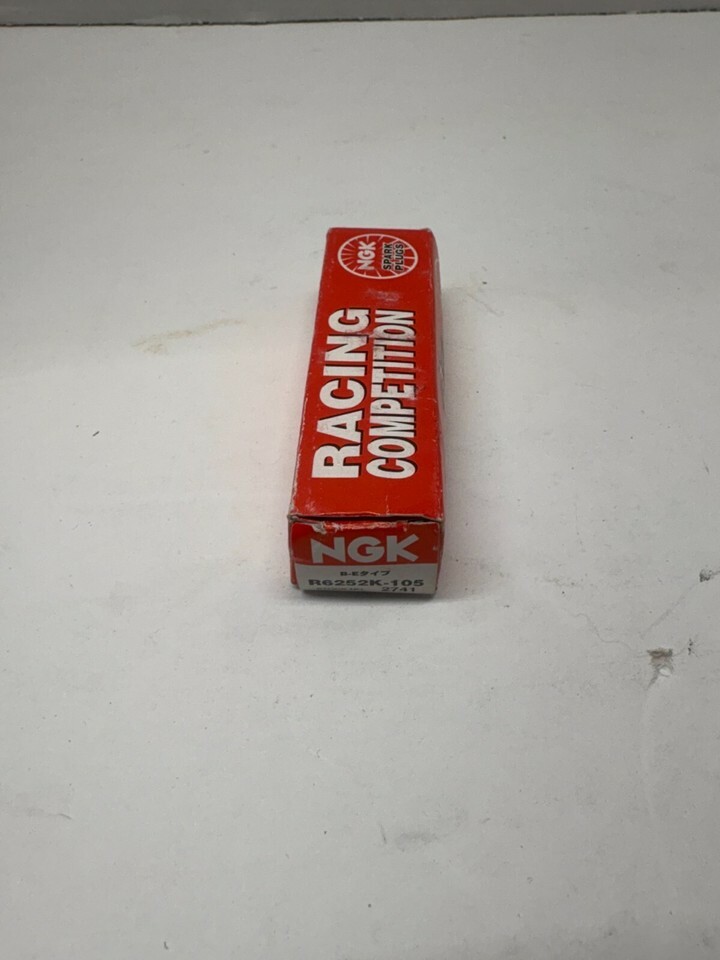 NGK
SPARK
PLUGS
RACING
COMPETITION
NGK
B-Eタイプ
R6252K-105
2741